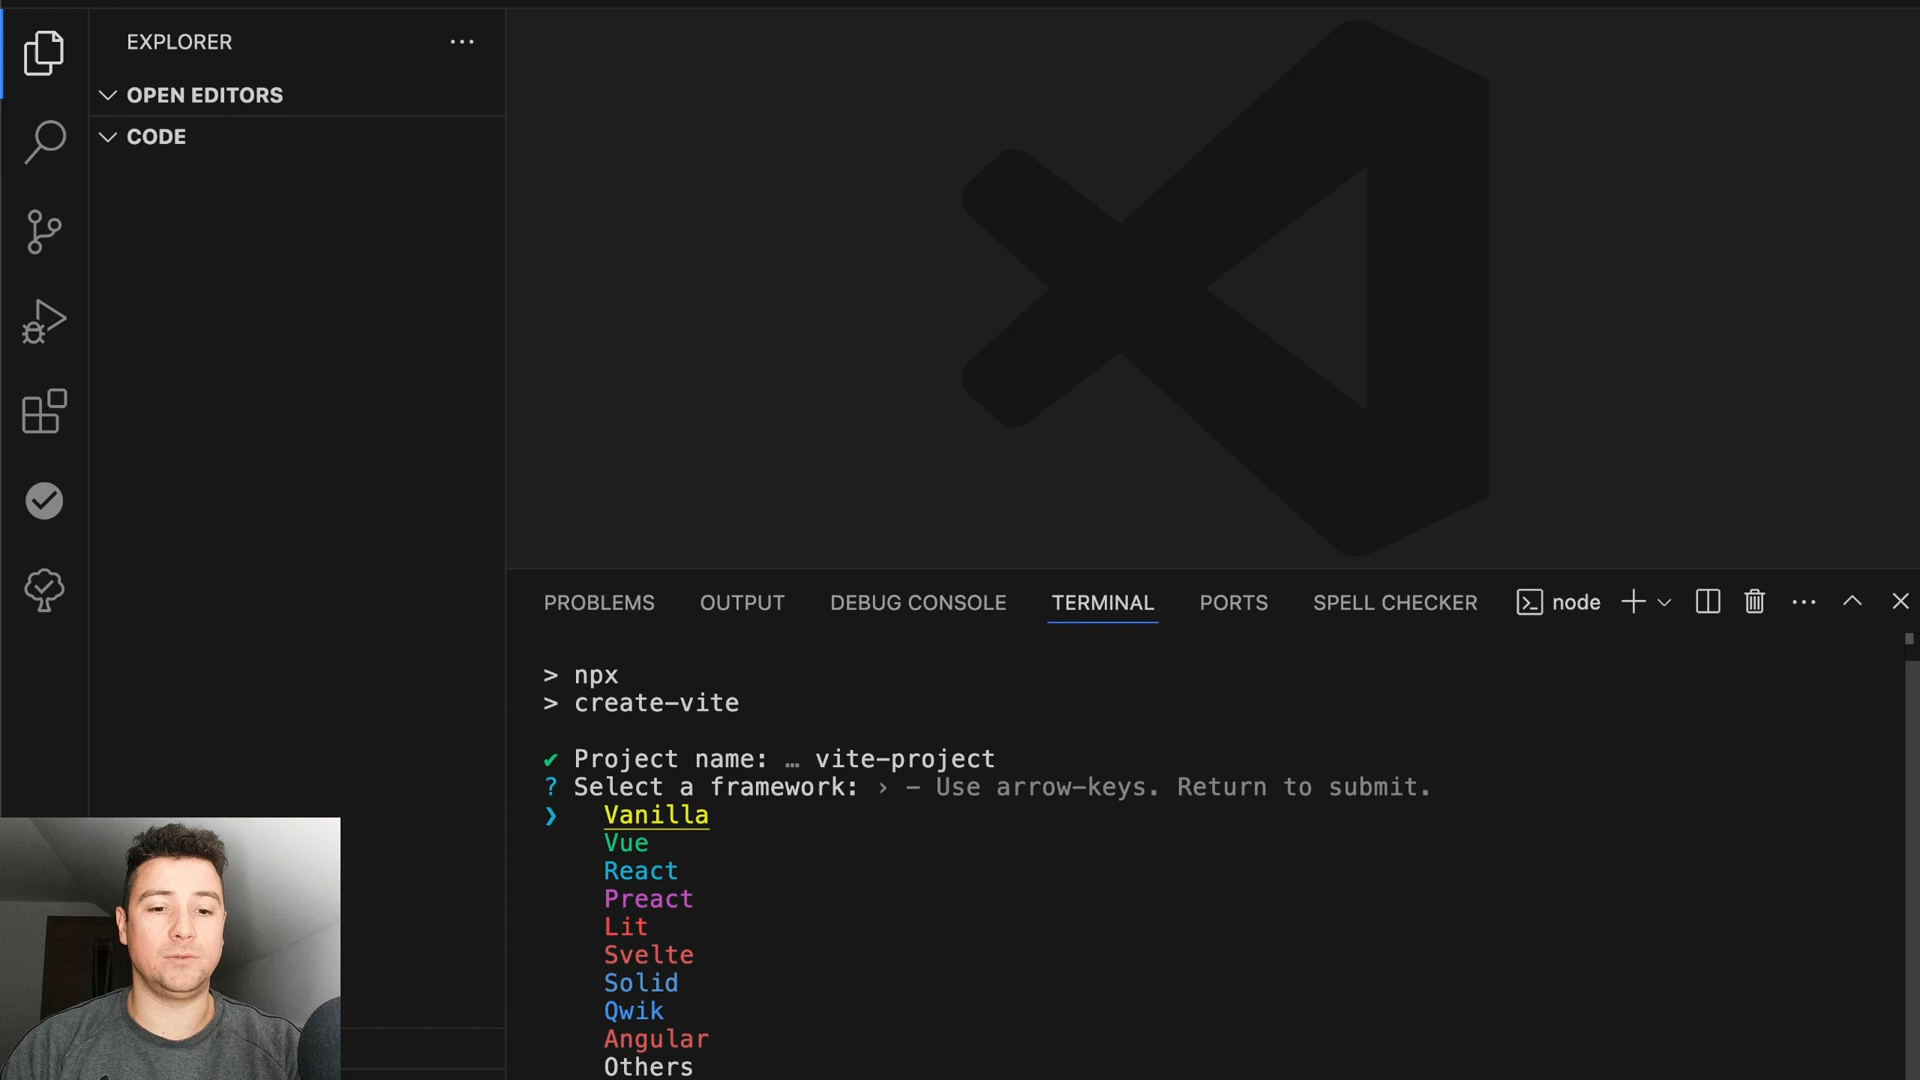 EXPLORER
OPEN EDITORS
CODE
PROBLEMS OUTPUT DEBUG CONSOLE TERMINAL PORTS SPELL CHECKER node
> npx
> create-vite
✔ Project name: … vite-project
? Select a framework: › - Use arrow-keys. Return to submit.
❯ Vanilla
Vue
React
Preact
Lit
Svelte
Solid
Qwik
Angular
Others